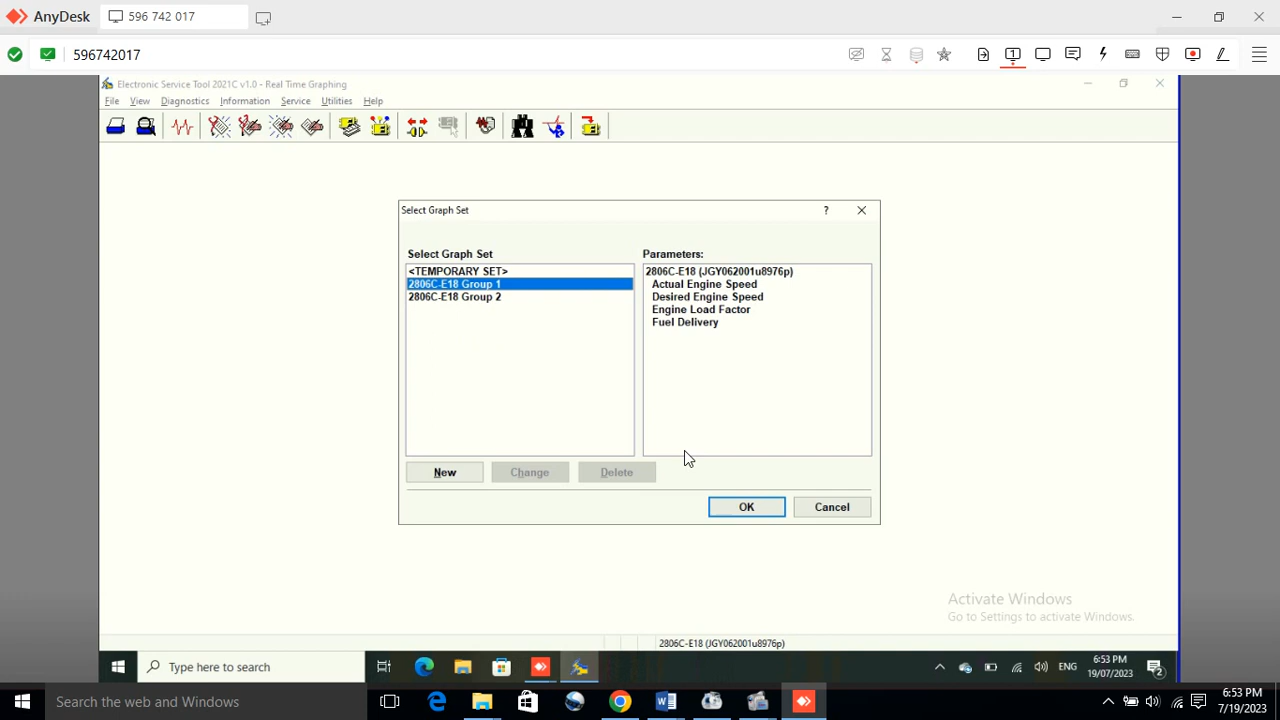 AnyDesk
596 742 017
596742017
1
Electronic Service Tool 2021C v1.0 - Real Time Graphing
File View Diagnostics Information Service Utilities Help
Select Graph Set ?
Select Graph Set
Parameters:
<TEMPORARY SET>
2806C-E18 Group 1
2806C-E18 Group 2
2806C-E18 (JGY062001u8976p)
Actual Engine Speed
Desired Engine Speed
Engine Load Factor
Fuel Delivery
New Change Delete
OK Cancel
Activate Windows
Go to Settings to activate Windows.
2806C-E18 (JGY062001u8976p)
Type here to search
ENG
6:53 PM
19/07/2023
2
Search the web and Windows
6:53 PM
7/19/2023